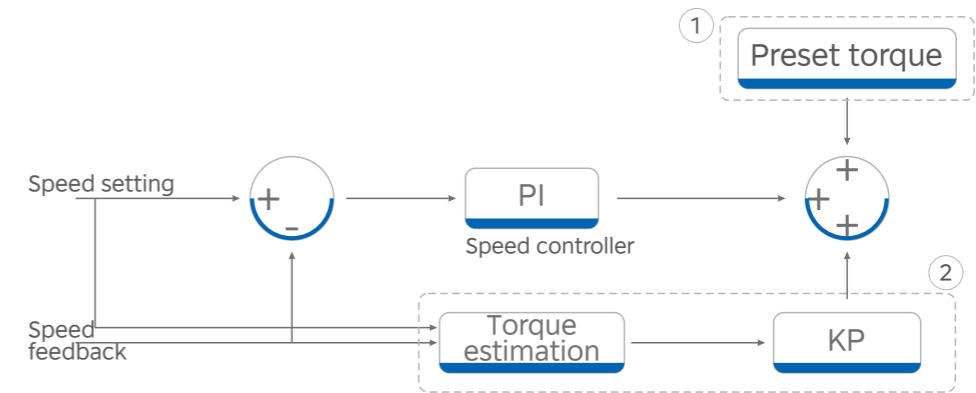 1
Preset torque
+
Speed setting
+
PI
+
-
+
Speed controller
2
Speed
feedback
Torque
estimation
KP